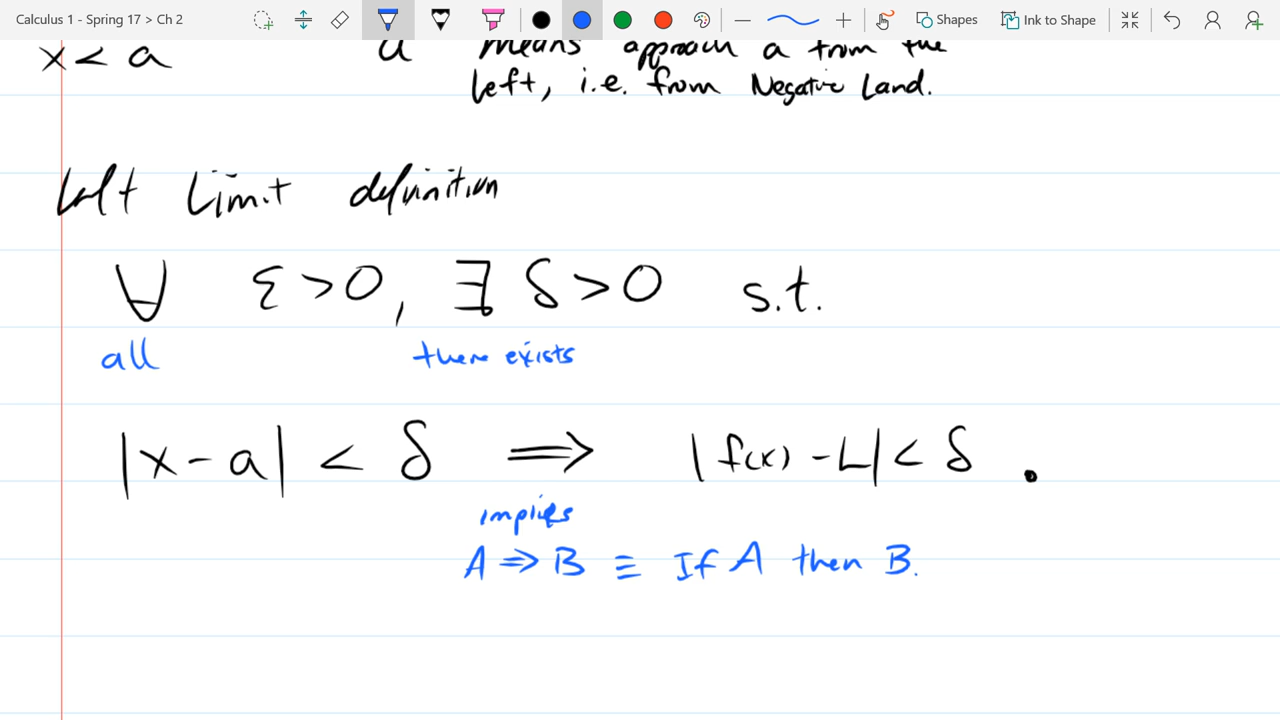 Calculus 1 - Spring 17 > Ch 2
Shapes
Ink to Shape
x < a a⁻ means approach a from the
left, i.e. from Negative Land.
Left Limit definition
∀ ε > 0, ∃ δ > 0 s.t.
all there exists
|x - a| < δ ⟹ |f(x) - L| < δ .
implies
A ⇒ B ≡ If A then B.